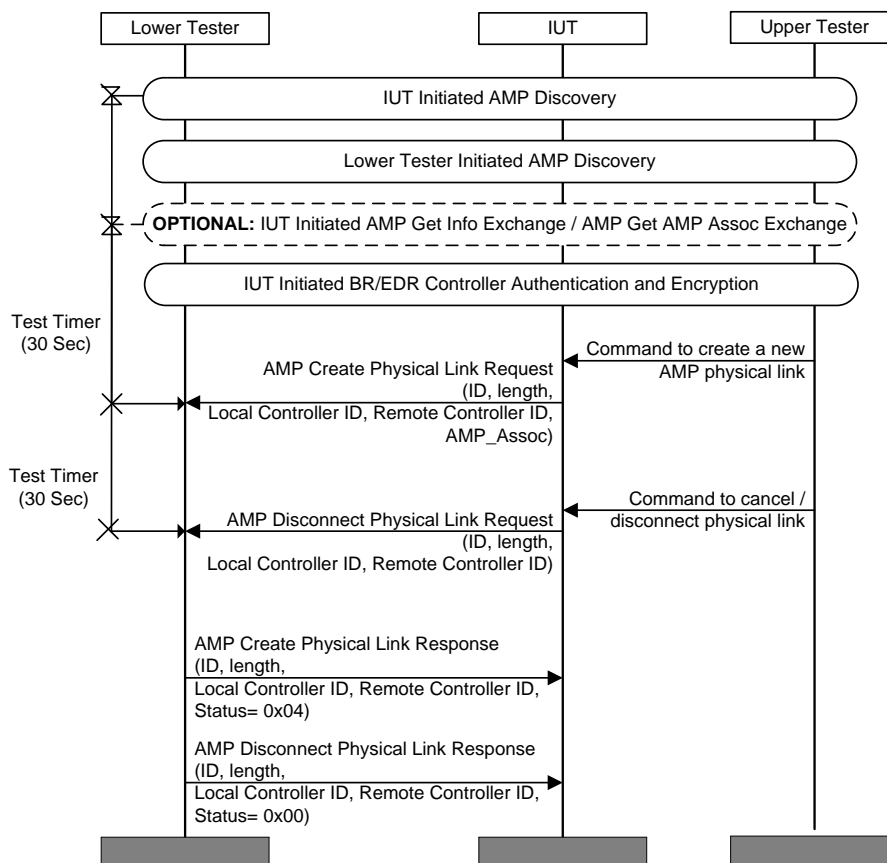 Lower Tester
IUT
Upper Tester
IUT Initiated AMP Discovery
Lower Tester Initiated AMP Discovery
OPTIONAL: IUT Initiated AMP Get Info Exchange / AMP Get AMP Assoc Exchange
IUT Initiated BR/EDR Controller Authentication and Encryption
Test Timer
(30 Sec)
Command to create a new
AMP physical link
AMP Create Physical Link Request
(ID, length,
Local Controller ID, Remote Controller ID,
AMP_Assoc)
Test Timer
(30 Sec)
Command to cancel /
disconnect physical link
AMP Disconnect Physical Link Request
(ID, length,
Local Controller ID, Remote Controller ID)
AMP Create Physical Link Response
(ID, length,
Local Controller ID, Remote Controller ID,
Status= 0x04)
AMP Disconnect Physical Link Response
(ID, length,
Local Controller ID, Remote Controller ID,
Status= 0x00)